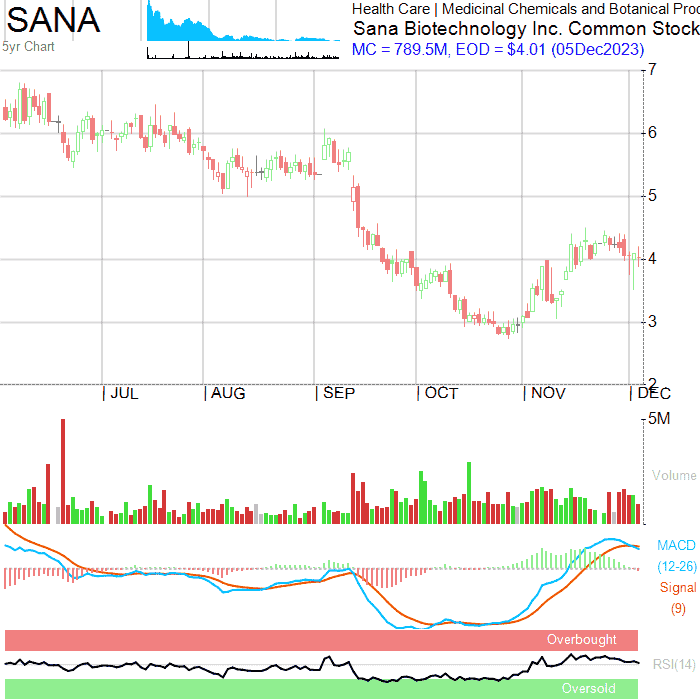 SANA
5yr Chart
Health Care | Medicinal Chemicals and Botanical Prod
Sana Biotechnology Inc. Common Stock
MC = 789.5M, EOD = $4.01 (05Dec2023)
7
6
5
4
3
2
| JUL | AUG | SEP | OCT | NOV | DEC
5M
Volume
MACD
(12-26)
Signal
(9)
Overbought
RSI(14)
Oversold